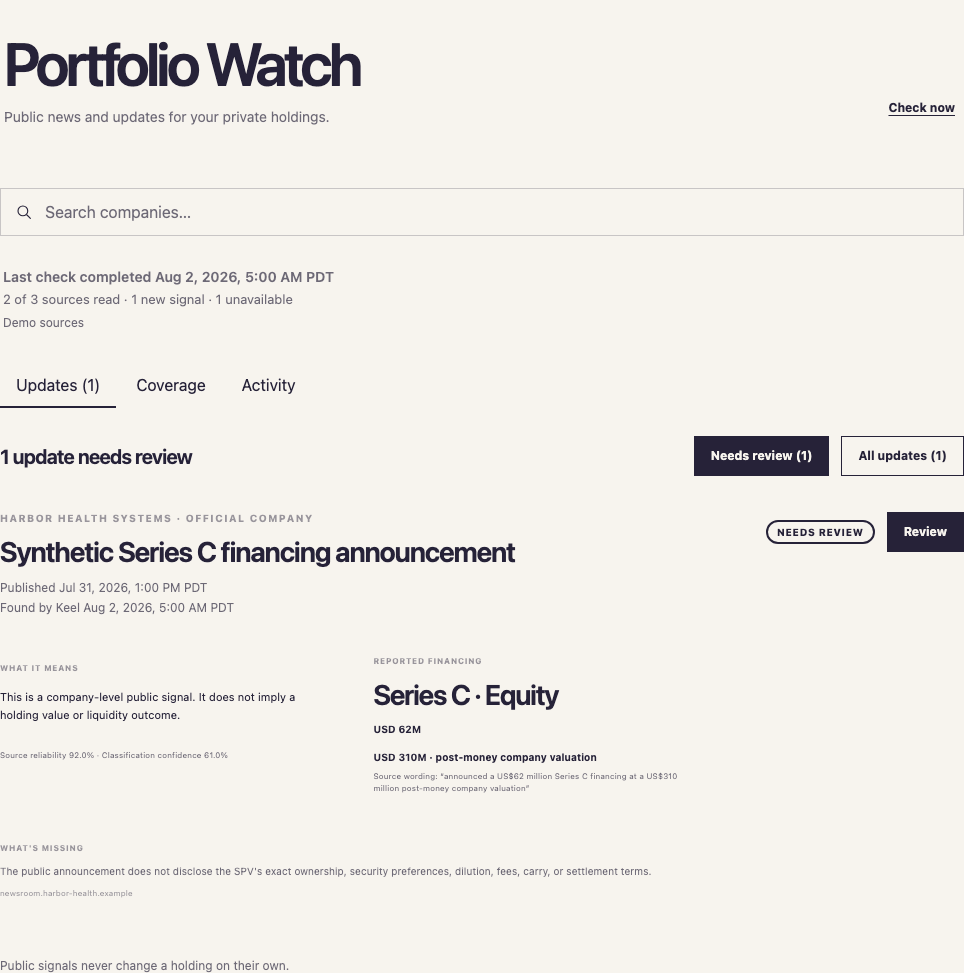 Portfolio Watch
Public news and updates for your private holdings.
Check now
Search companies...
Last check completed Aug 2, 2026, 5:00 AM PDT
2 of 3 sources read · 1 new signal · 1 unavailable
Demo sources
Updates (1)
Coverage
Activity
1 update needs review
Needs review (1)
All updates (1)
HARBOR HEALTH SYSTEMS · OFFICIAL COMPANY
Synthetic Series C financing announcement
NEEDS REVIEW
Review
Published Jul 31, 2026, 1:00 PM PDT
Found by Keel Aug 2, 2026, 5:00 AM PDT
WHAT IT MEANS
This is a company-level public signal. It does not imply a
holding value or liquidity outcome.
Source reliability 92.0% · Classification confidence 61.0%
REPORTED FINANCING
Series C · Equity
USD 62M
USD 310M · post-money company valuation
Source wording: “announced a US$62 million Series C financing at a US$310
million post-money company valuation”
WHAT'S MISSING
The public announcement does not disclose the SPV's exact ownership, security preferences, dilution, fees, carry, or settlement terms.
newsroom.harbor-health.example
Public signals never change a holding on their own.